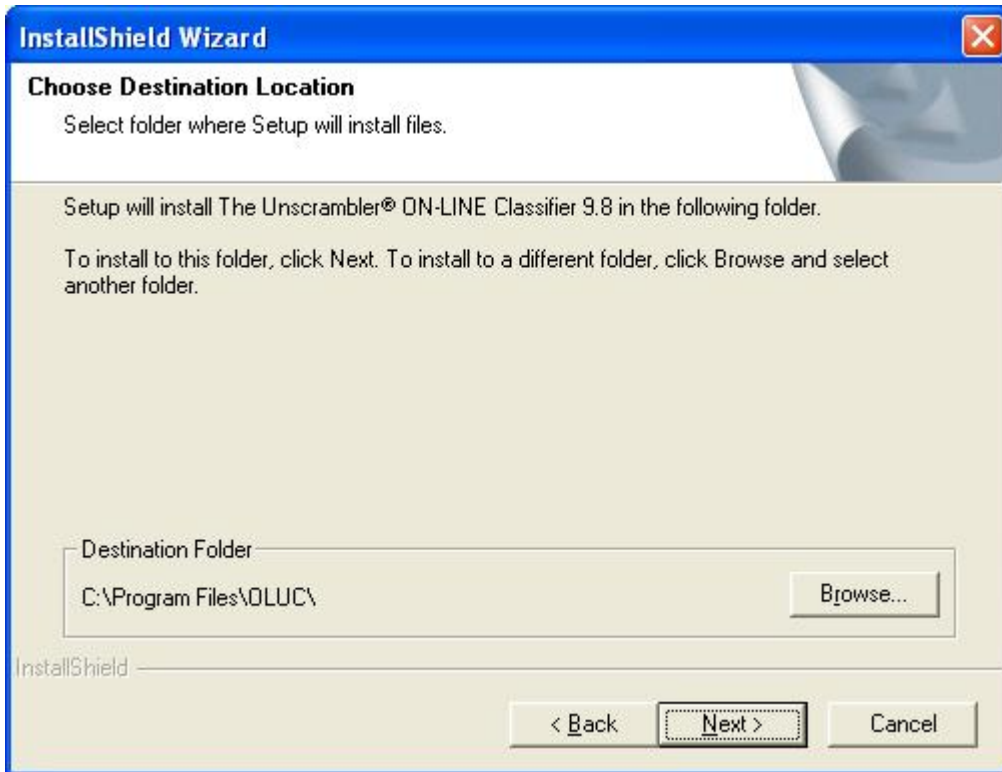 InstallShield Wizard
Choose Destination Location
Select folder where Setup will install files.
Setup will install The Unscrambler® ON-LINE Classifier 9.8 in the following folder.
To install to this folder, click Next. To install to a different folder, click Browse and select
another folder.
Destination Folder
C:\Program Files\OLUC\
Browse...
InstallShield
< Back
Next >
Cancel